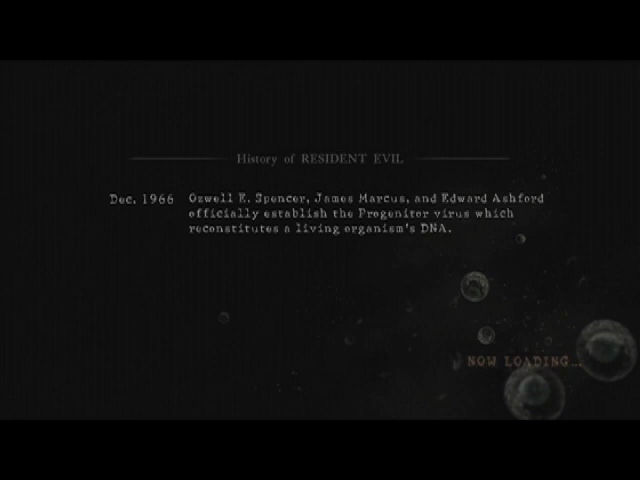 History of RESIDENT EVIL
Dec. 1966 Ozwell E. Spencer, James Marcus, and Edward Ashford
officially establish the Progenitor virus which
reconstitutes a living organism's DNA.
NOW LOADING...